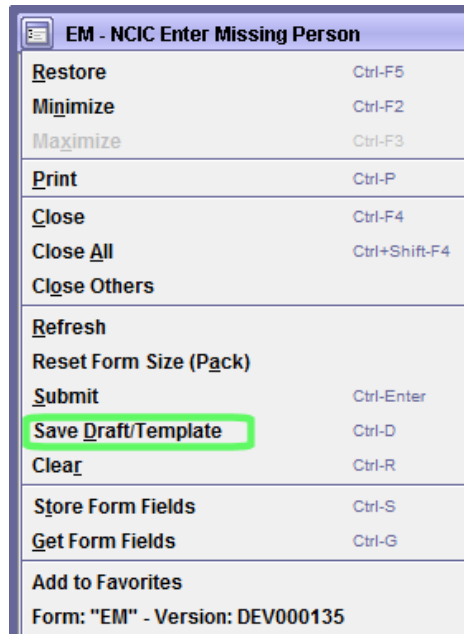 EM - NCIC Enter Missing Person
Restore Ctrl-F5
Minimize Ctrl-F2
Maximize Ctrl-F3
Print Ctrl-P
Close Ctrl-F4
Close All Ctrl+Shift-F4
Close Others
Refresh
Reset Form Size (Pack)
Submit Ctrl-Enter
Save Draft/Template Ctrl-D
Clear Ctrl-R
Store Form Fields Ctrl-S
Get Form Fields Ctrl-G
Add to Favorites
Form: "EM" - Version: DEV000135